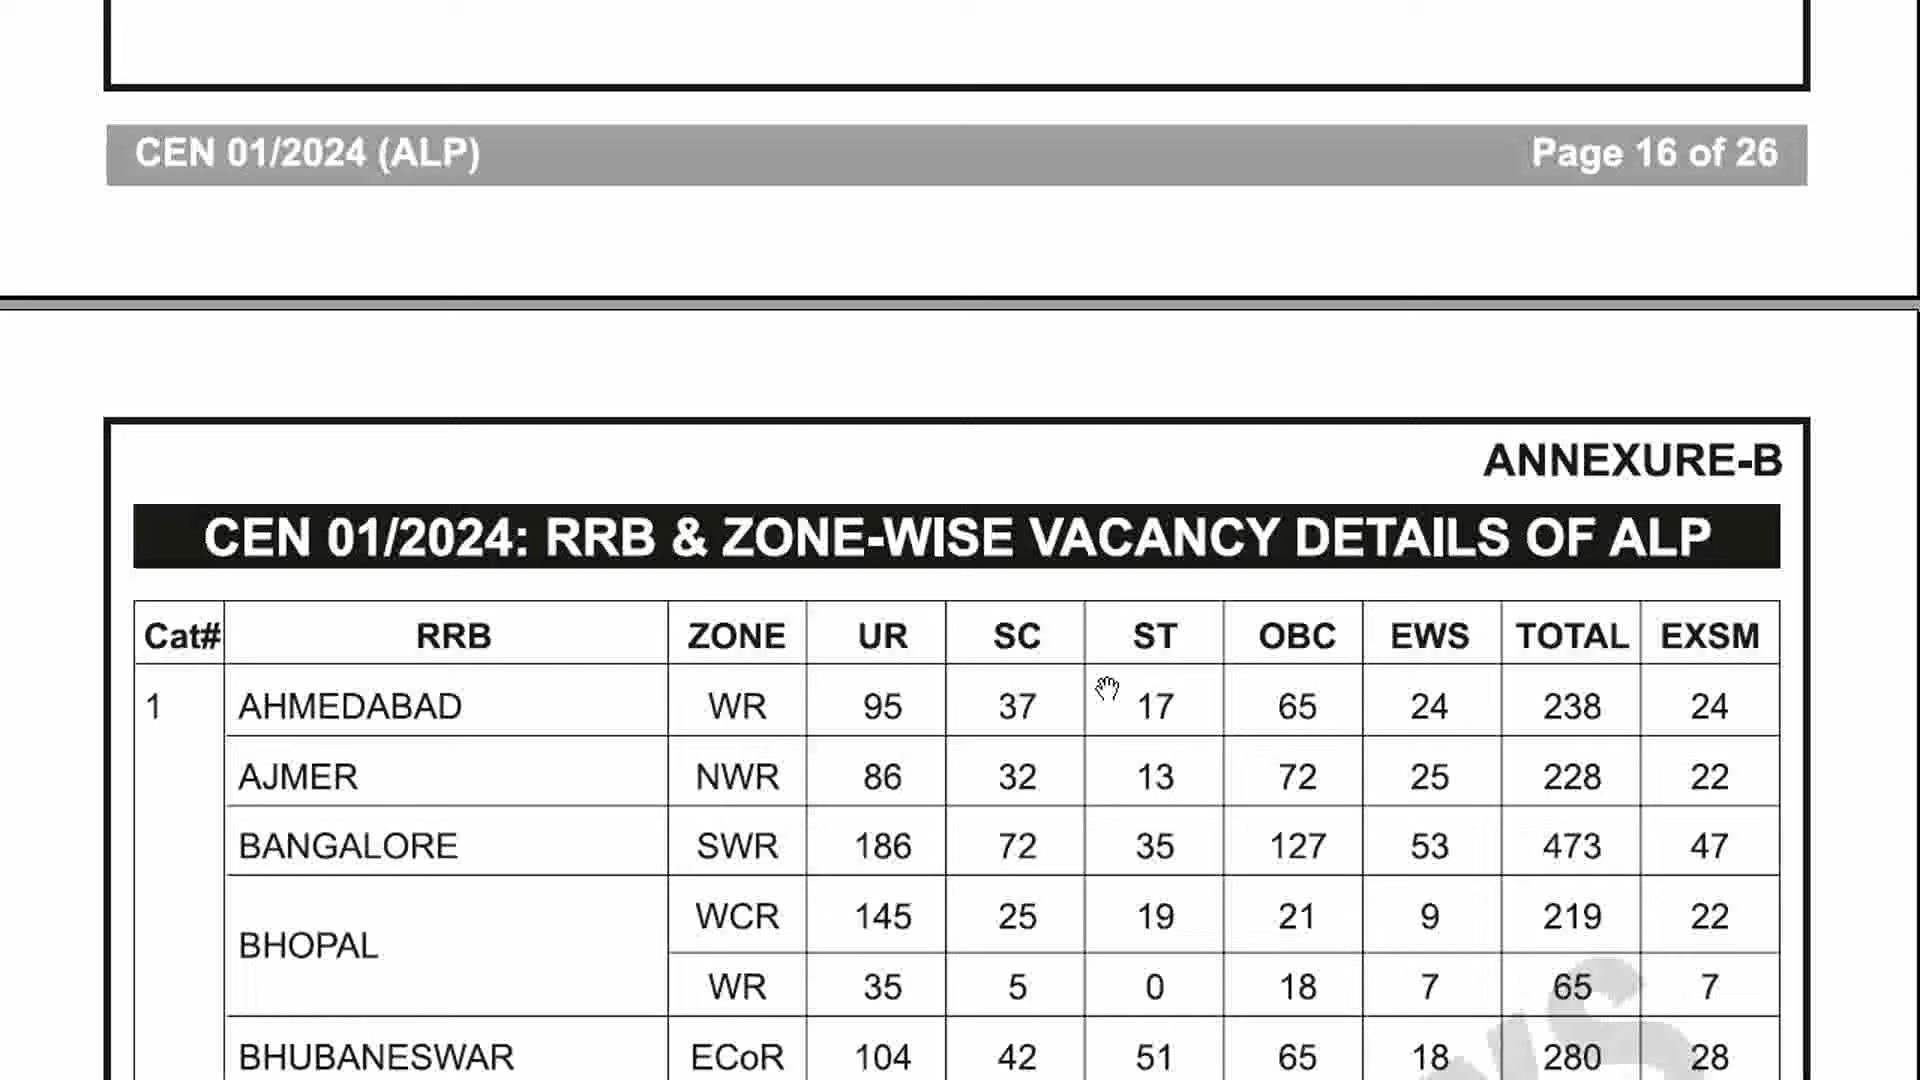 CEN 01/2024 (ALP) Page 16 of 26
ANNEXURE-B
CEN 01/2024: RRB & ZONE-WISE VACANCY DETAILS OF ALP
Cat# RRB ZONE UR SC ST OBC EWS TOTAL EXSM
1 AHMEDABAD WR 95 37 17 65 24 238 24
AJMER NWR 86 32 13 72 25 228 22
BANGALORE SWR 186 72 35 127 53 473 47
BHOPAL WCR 145 25 19 21 9 219 22
WR 35 5 0 18 7 65 7
BHUBANESWAR ECoR 104 42 51 65 18 280 28